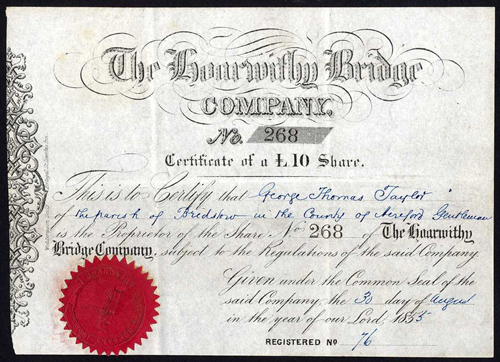 The Hoarwithy Bridge
COMPANY.
No. 268
Certificate of a £10 Share.
This is to Certify that George Thomas Taylor
of the parish of Bridstow in the County of Hereford Gentleman
is the Proprietor of the Share No 268 of The Hoarwithy
Bridge Company, subject to the Regulations of the said Company.
Given under the Common Seal of the
said Company, the 30 day of August
in the year of our Lord, 1855
REGISTERED No 76